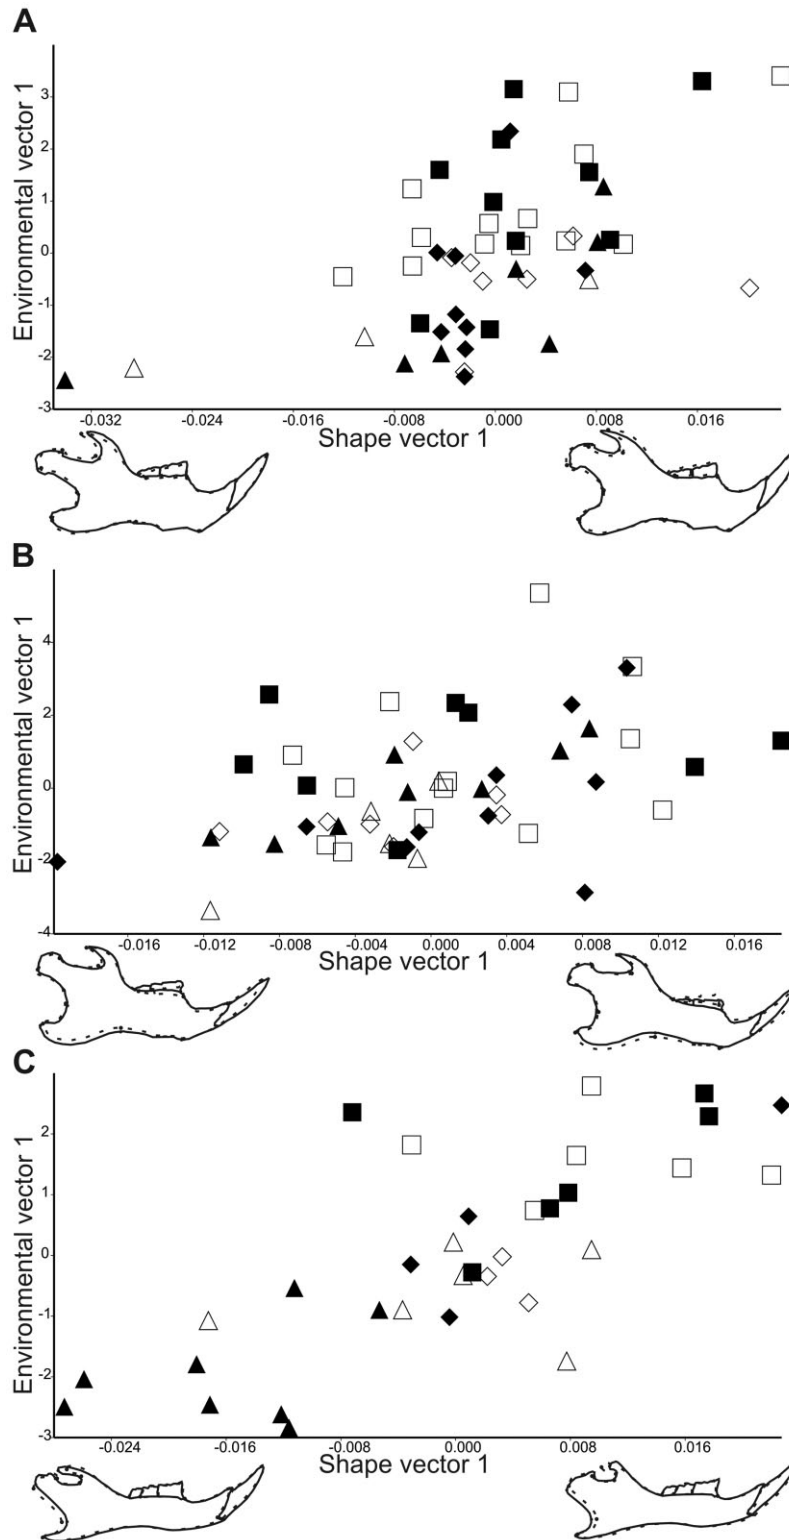 A
Environmental vector 1
3
2
1
0
-1
-2
-3
-0.032 -0.024 -0.016 -0.008 0.000 0.008 0.016
Shape vector 1
B
Environmental vector 1
4
2
0
-2
-4
-0.016 -0.012 -0.008 -0.004 0.000 0.004 0.008 0.012 0.016
Shape vector 1
C
Environmental vector 1
2
1
0
-1
-2
-3
-0.024 -0.016 -0.008 0.000 0.008 0.016
Shape vector 1